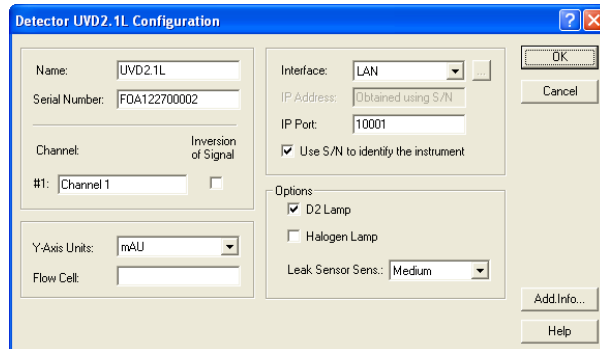 Detector UVD2.1L Configuration
Name: UVD2.1L
Serial Number: FOA122700002
Channel: Inversion of Signal
#1: Channel 1
Y-Axis Units: mAU
Flow Cell:
Interface: LAN ...
IP Address: Obtained using S/N
IP Port: 10001
Use S/N to identify the instrument
Options
D2 Lamp
Halogen Lamp
Leak Sensor Sens.: Medium
OK
Cancel
Add.Info...
Help